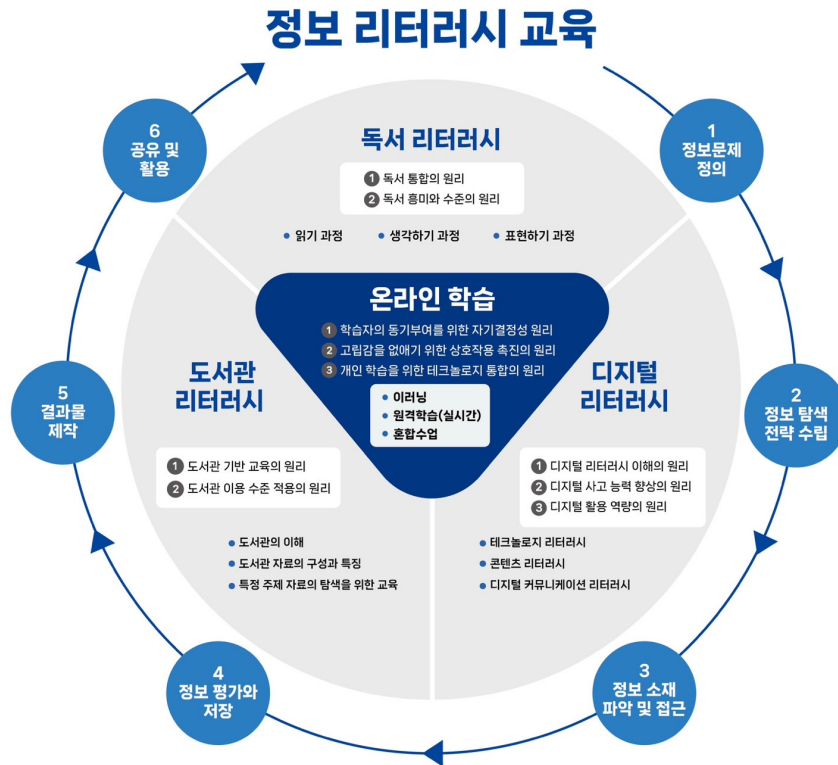 정보 리터러시 교육
1
정보문제
정의
2
정보 탐색
전략 수립
3
정보 소재
파악 및 접근
4
정보 평가와
저장
5
결과물
제작
6
공유 및
활용
독서 리터러시
1 독서 통합의 원리
2 독서 흥미와 수준의 원리
• 읽기 과정 • 생각하기 과정 • 표현하기 과정
온라인 학습
1 학습자의 동기부여를 위한 자기결정성 원리
2 고립감을 없애기 위한 상호작용 촉진의 원리
3 개인 학습을 위한 테크놀로지 통합의 원리
• 이러닝
• 원격학습(실시간)
• 혼합수업
도서관
리터러시
1 도서관 기반 교육의 원리
2 도서관 이용 수준 적용의 원리
• 도서관의 이해
• 도서관 자료의 구성과 특징
• 특정 주제 자료의 탐색을 위한 교육
디지털
리터러시
1 디지털 리터러시 이해의 원리
2 디지털 사고 능력 향상의 원리
3 디지털 활용 역량의 원리
• 테크놀로지 리터러시
• 콘텐츠 리터러시
• 디지털 커뮤니케이션 리터러시